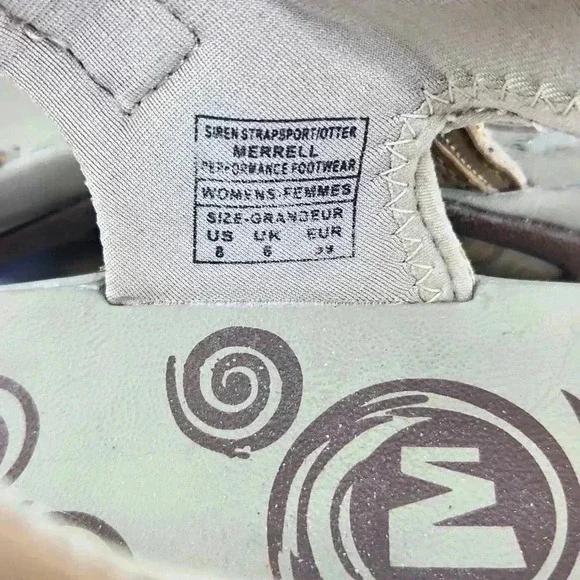 SIREN STRAPSPORT/OTTER
MERRELL
PERFORMANCE FOOTWEAR
WOMENS-FEMMES
SIZE-GRANDEUR
US UK EUR
8 6 39
M